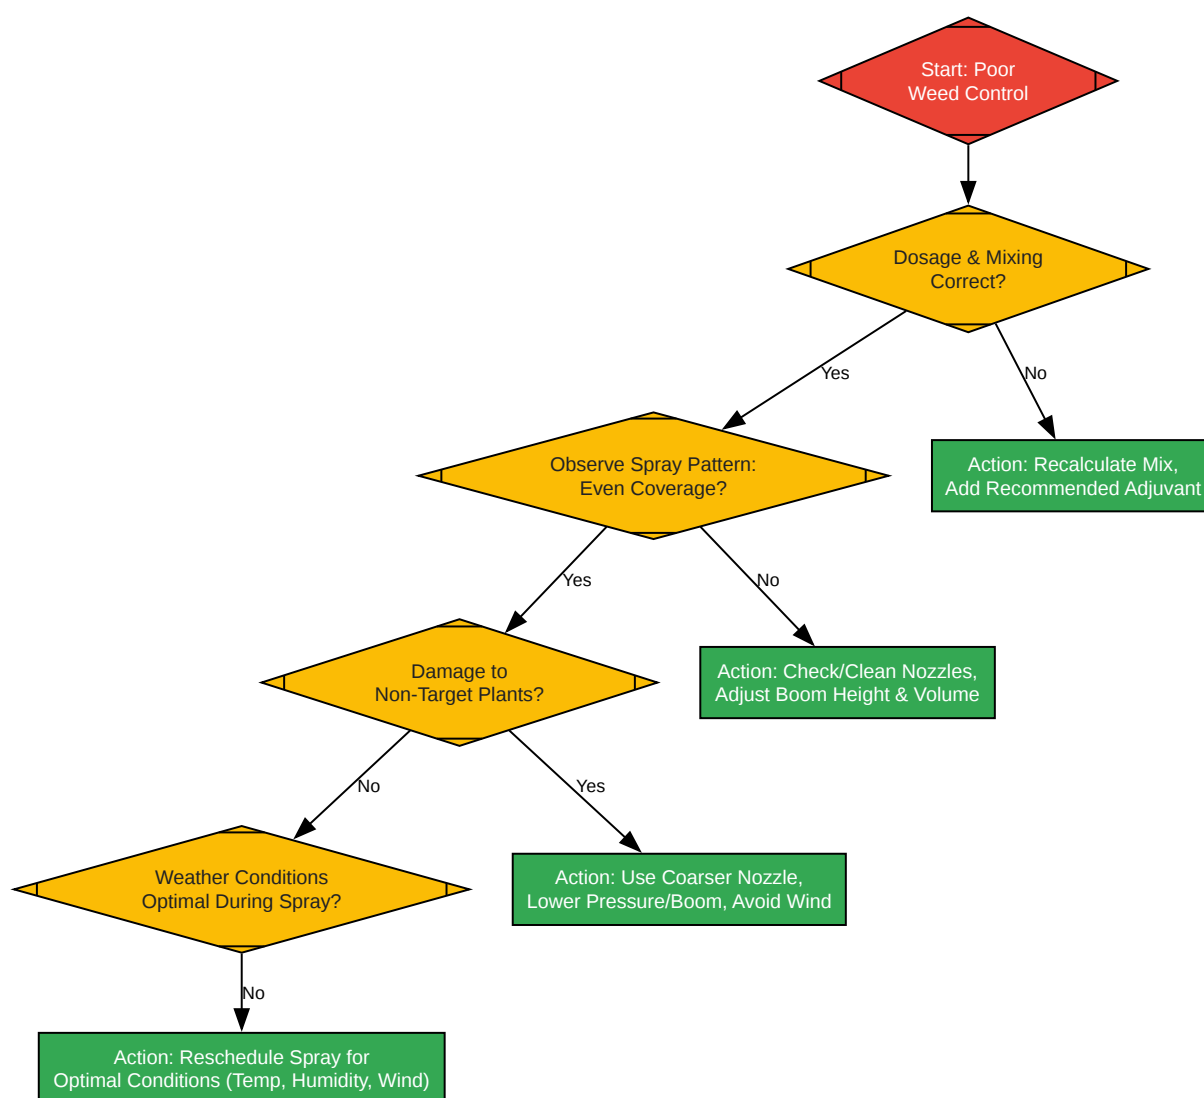 Start: Poor
Weed Control
Dosage & Mixing
Correct?
Yes
No
Observe Spray Pattern:
Even Coverage?
Action: Recalculate Mix,
Add Recommended Adjuvant
Yes
No
Damage to
Non-Target Plants?
Action: Check/Clean Nozzles,
Adjust Boom Height & Volume
No
Yes
Weather Conditions
Optimal During Spray?
Action: Use Coarser Nozzle,
Lower Pressure/Boom, Avoid Wind
No
Action: Reschedule Spray for
Optimal Conditions (Temp, Humidity, Wind)